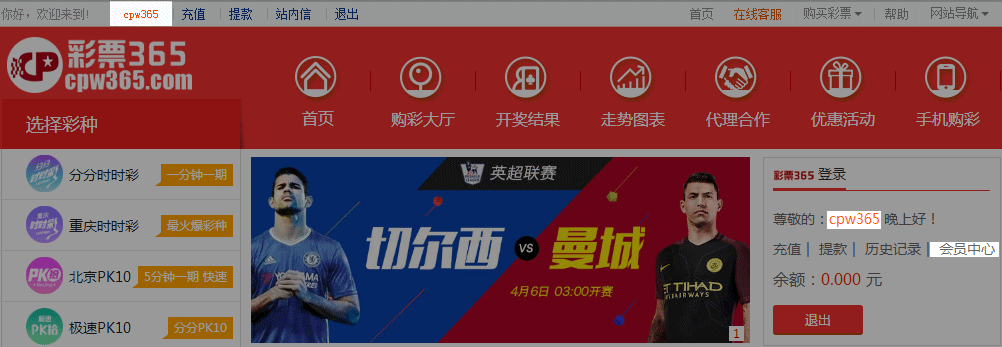 你好，欢迎来到! cpw365 充值 提款 站内信 退出 首页 在线客服 购买彩票 帮助 网站导航
彩票365
cpw365.com
首页 购彩大厅 开奖结果 走势图表 代理合作 优惠活动 手机购彩
选择彩种
分分时时彩 一分钟一期
重庆时时彩 最火爆彩种
北京PK10 5分钟一期 快速
极速PK10 分分PK10
英超联赛
切尔西 VS 曼城
4月6日 03:00开赛
ETIHAD
1
彩票365 登录
尊敬的：cpw365 晚上好！
充值 | 提款 | 历史记录 会员中心
余额：0.000 元
退出